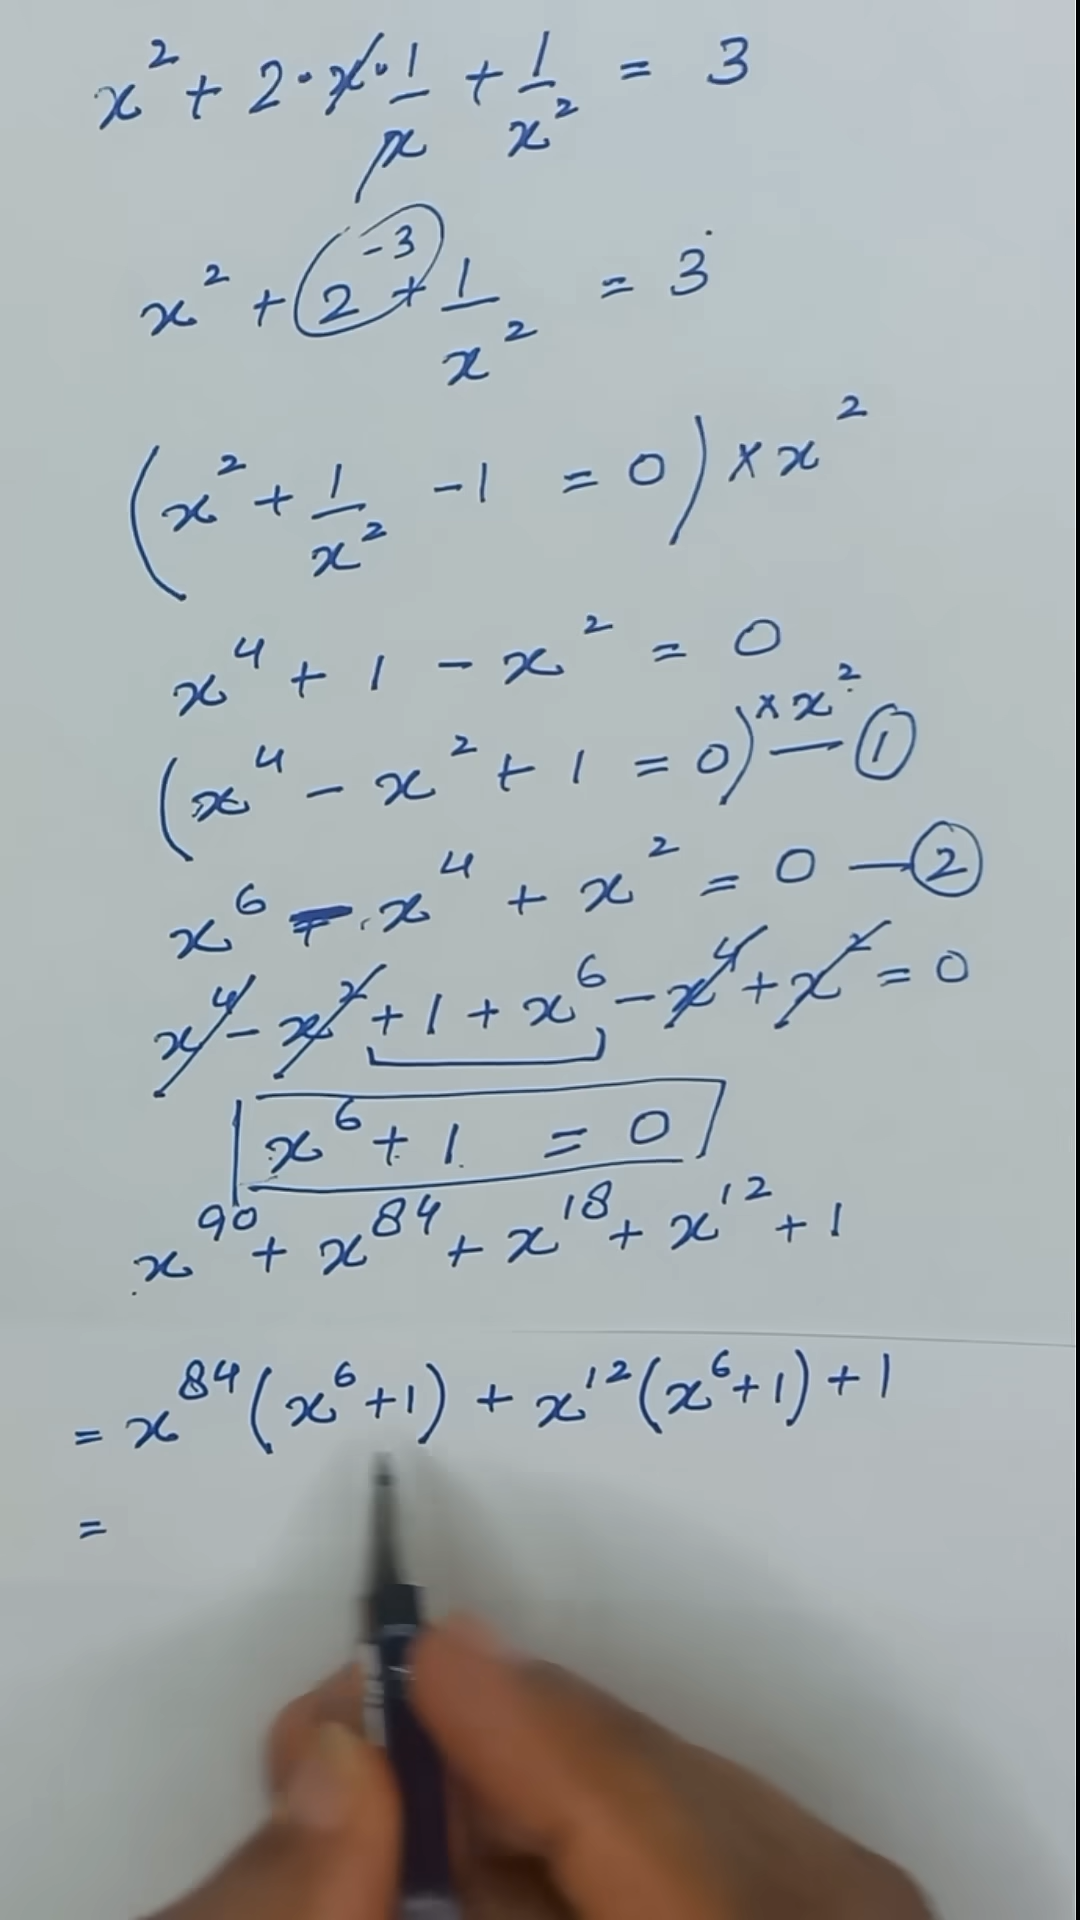 x² + 2·x·1/x + 1/x² = 3
x² + 2 -3 + 1/x² = 3
(x² + 1/x² -1 = 0) × x²
x⁴ + 1 - x² = 0
(x⁴ - x² + 1 = 0) × x² — ①
x⁶ - x⁴ + x² = 0 — ②
x⁴ - x² + 1 + x⁶ - x⁴ + x² = 0
x⁶ + 1 = 0
x⁹⁰ + x⁸⁴ + x¹⁸ + x¹² + 1
= x⁸⁴(x⁶+1) + x¹²(x⁶+1) + 1
=